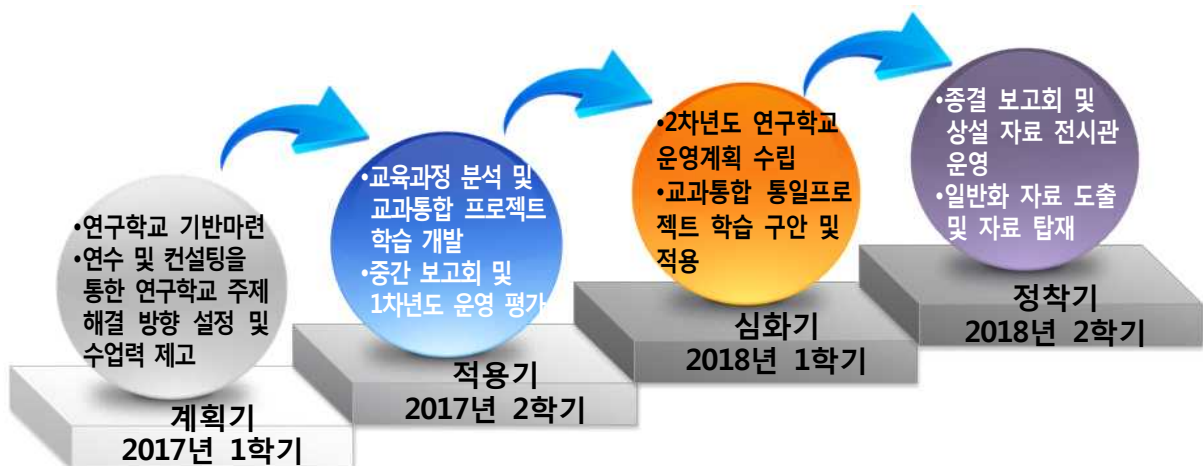 •연구학교 기반마련
•연수 및 컨설팅을
통한 연구학교 주제
해결 방향 설정 및
수업력 제고
계획기
2017년 1학기
•교육과정 분석 및
교과통합 프로젝트
학습 개발
•중간 보고회 및
1차년도 운영 평가
적용기
2017년 2학기
•2차년도 연구학교
운영계획 수립
•교과통합 통일프로
젝트 학습 구안 및
적용
심화기
2018년 1학기
•종결 보고회 및
상설 자료 전시관
운영
•일반화 자료 도출
및 자료 탑재
정착기
2018년 2학기